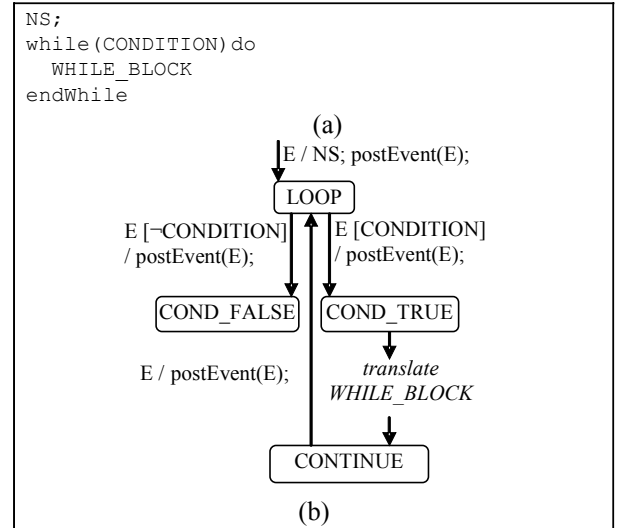 NS;
while(CONDITION)do
WHILE_BLOCK
endWhile
(a)
E / NS; postEvent(E);
LOOP
E [¬CONDITION]
/ postEvent(E);
E [CONDITION]
/ postEvent(E);
COND_FALSE
COND_TRUE
E / postEvent(E);
translate
WHILE_BLOCK
CONTINUE
(b)